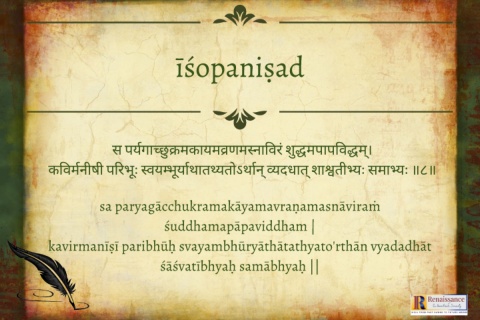 īśopaniṣad
स पर्यगाच्छुक्रमकायमव्रणमस्नाविरं शुद्धमपापविद्धम्।
कविर्मनीषी परिभूः स्वयम्भूर्याथातथ्यतोऽर्थान् व्यदधात् शाश्वतीभ्यः समाभ्यः ॥८॥
sa paryagācchukramakāyamavraṇamasnāviraṁ
śuddhamapāpaviddham |
kavirmanīṣī paribhūḥ svayambhūryāthātathyato'rthān vyadadhāt
śāśvatībhyaḥ samābhyaḥ ||
Renaissance